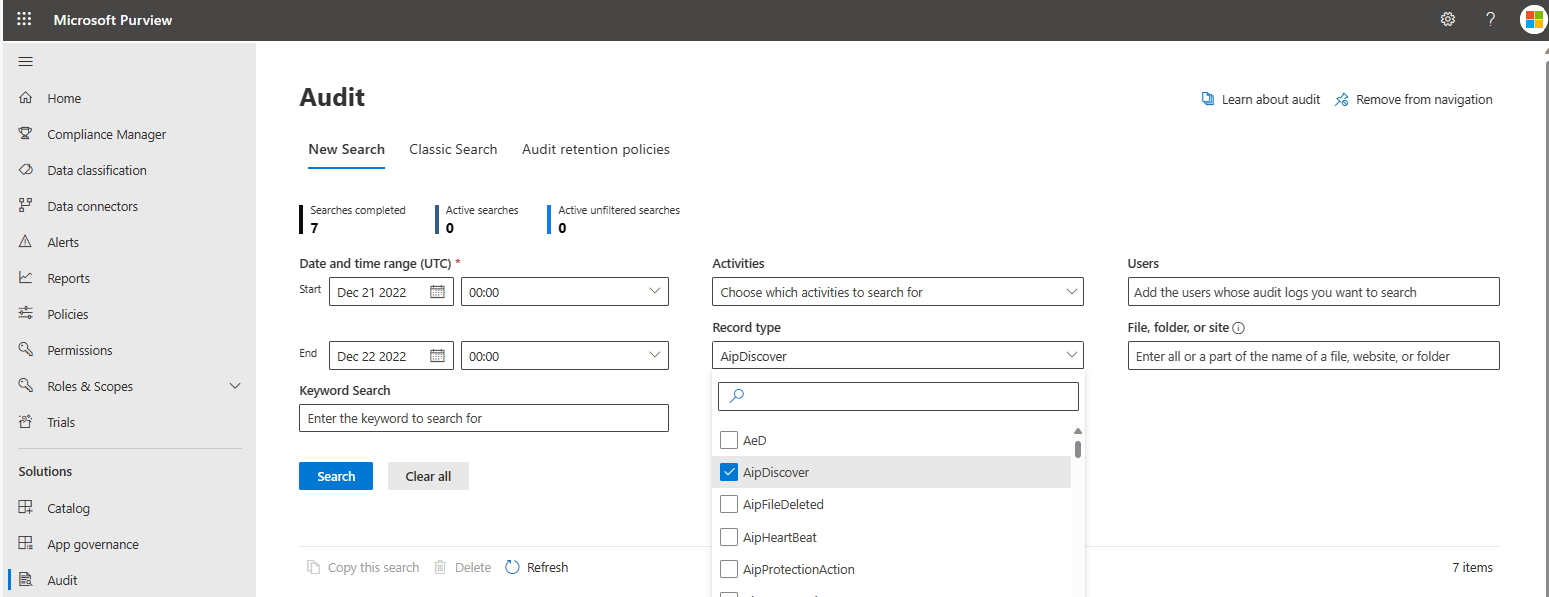 Microsoft Purview
?
Home
Compliance Manager
Data classification
Data connectors
Alerts
Reports
Policies
Permissions
Roles & Scopes
Trials
Solutions
Catalog
App governance
Audit
Audit
Learn about audit
Remove from navigation
New Search
Classic Search
Audit retention policies
Searches completed
7
Active searches
0
Active unfiltered searches
0
Date and time range (UTC) *
Start
Dec 21 2022
00:00
End
Dec 22 2022
00:00
Keyword Search
Enter the keyword to search for
Search
Clear all
Activities
Choose which activities to search for
Record type
AipDiscover
AeD
AipDiscover
AipFileDeleted
AipHeartBeat
AipProtectionAction
Users
Add the users whose audit logs you want to search
File, folder, or site
Enter all or a part of the name of a file, website, or folder
Copy this search
Delete
Refresh
7 items